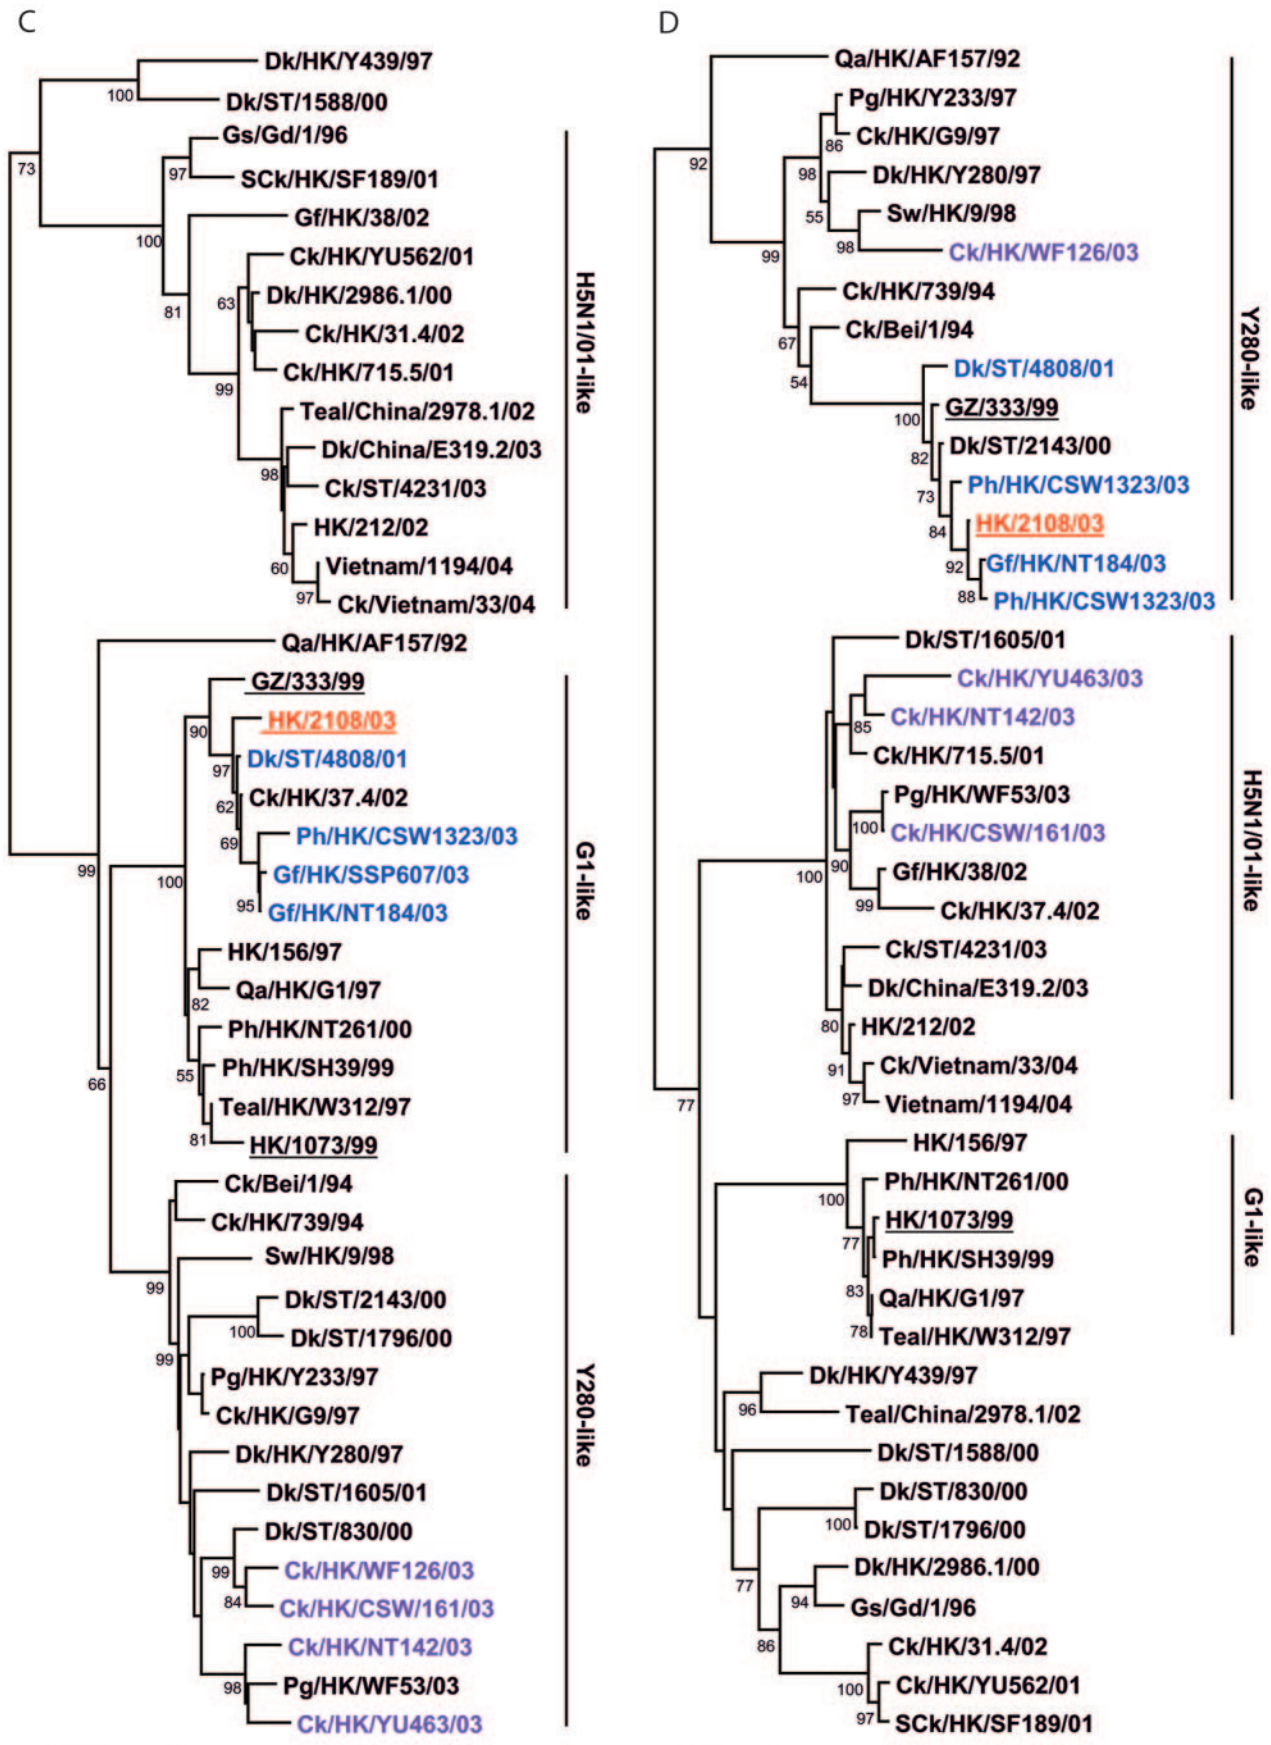 C
Dk/HK/Y439/97
100
Dk/ST/1588/00
Gs/Gd/1/96
73
97
SCk/HK/SF189/01
Gf/HK/38/02
100
Ck/HK/YU562/01
Dk/HK/2986.1/00
63
81
Ck/HK/31.4/02
Ck/HK/715.5/01
99
Teal/China/2978.1/02
Dk/China/E319.2/03
98
Ck/ST/4231/03
HK/212/02
60
Vietnam/1194/04
97
Ck/Vietnam/33/04
H5N1/01-like
Qa/HK/AF157/92
GZ/333/99
90
HK/2108/03
97
Dk/ST/4808/01
62
Ck/HK/37.4/02
69
Ph/HK/CSW1323/03
99
100
Gf/HK/SSP607/03
95
Gf/HK/NT184/03
HK/156/97
Qa/HK/G1/97
82
Ph/HK/NT261/00
55
Ph/HK/SH39/99
66
Teal/HK/W312/97
81
HK/1073/99
G1-like
Ck/Bei/1/94
Ck/HK/739/94
Sw/HK/9/98
99
Dk/ST/2143/00
100
Dk/ST/1796/00
99
Pg/HK/Y233/97
Ck/HK/G9/97
Dk/HK/Y280/97
Dk/ST/1605/01
Dk/ST/830/00
99
Ck/HK/WF126/03
84
Ck/HK/CSW/161/03
Ck/HK/NT142/03
98
Pg/HK/WF53/03
Ck/HK/YU463/03
Y280-like
D
Qa/HK/AF157/92
Pg/HK/Y233/97
Ck/HK/G9/97
86
92
98
Dk/HK/Y280/97
55
Sw/HK/9/98
98
Ck/HK/WF126/03
99
Ck/HK/739/94
Ck/Bei/1/94
67
54
Dk/ST/4808/01
GZ/333/99
100
Dk/ST/2143/00
82
Ph/HK/CSW1323/03
73
HK/2108/03
84
Gf/HK/NT184/03
92
88
Ph/HK/CSW1323/03
Y280-like
Dk/ST/1605/01
Ck/HK/YU463/03
Ck/HK/NT142/03
85
Ck/HK/715.5/01
Pg/HK/WF53/03
100
Ck/HK/CSW/161/03
100
90
Gf/HK/38/02
99
Ck/HK/37.4/02
Ck/ST/4231/03
Dk/China/E319.2/03
80
HK/212/02
91
Ck/Vietnam/33/04
97
Vietnam/1194/04
77
H5N1/01-like
HK/156/97
Ph/HK/NT261/00
100
HK/1073/99
77
Ph/HK/SH39/99
83
Qa/HK/G1/97
78
Teal/HK/W312/97
G1-like
Dk/HK/Y439/97
96
Teal/China/2978.1/02
Dk/ST/1588/00
Dk/ST/830/00
100
Dk/ST/1796/00
Dk/HK/2986.1/00
77
94
Gs/Gd/1/96
Ck/HK/31.4/02
86
Ck/HK/YU562/01
100
97
SCk/HK/SF189/01